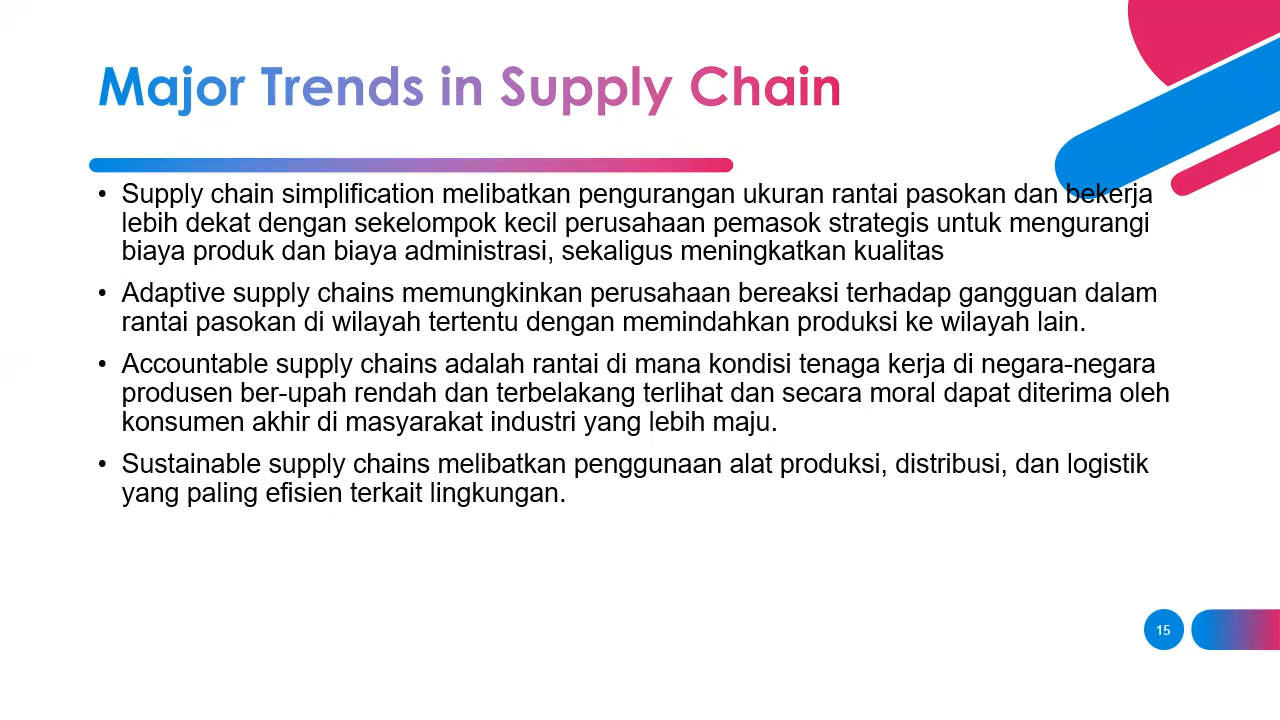 Major Trends in Supply Chain
• Supply chain simplification melibatkan pengurangan ukuran rantai pasokan dan bekerja
lebih dekat dengan sekelompok kecil perusahaan pemasok strategis untuk mengurangi
biaya produk dan biaya administrasi, sekaligus meningkatkan kualitas
• Adaptive supply chains memungkinkan perusahaan bereaksi terhadap gangguan dalam
rantai pasokan di wilayah tertentu dengan memindahkan produksi ke wilayah lain.
• Accountable supply chains adalah rantai di mana kondisi tenaga kerja di negara-negara
produsen ber-upah rendah dan terbelakang terlihat dan secara moral dapat diterima oleh
konsumen akhir di masyarakat industri yang lebih maju.
• Sustainable supply chains melibatkan penggunaan alat produksi, distribusi, dan logistik
yang paling efisien terkait lingkungan.
15